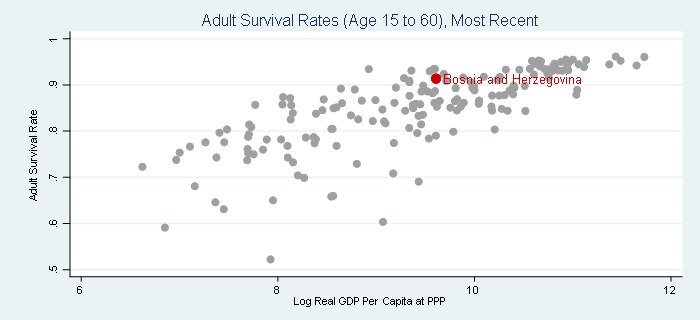 Adult Survival Rates (Age 15 to 60), Most Recent
1
.9
.8
.7
.6
.5
Adult Survival Rate
Bosnia and Herzegovina
6
8
10
12
Log Real GDP Per Capita at PPP